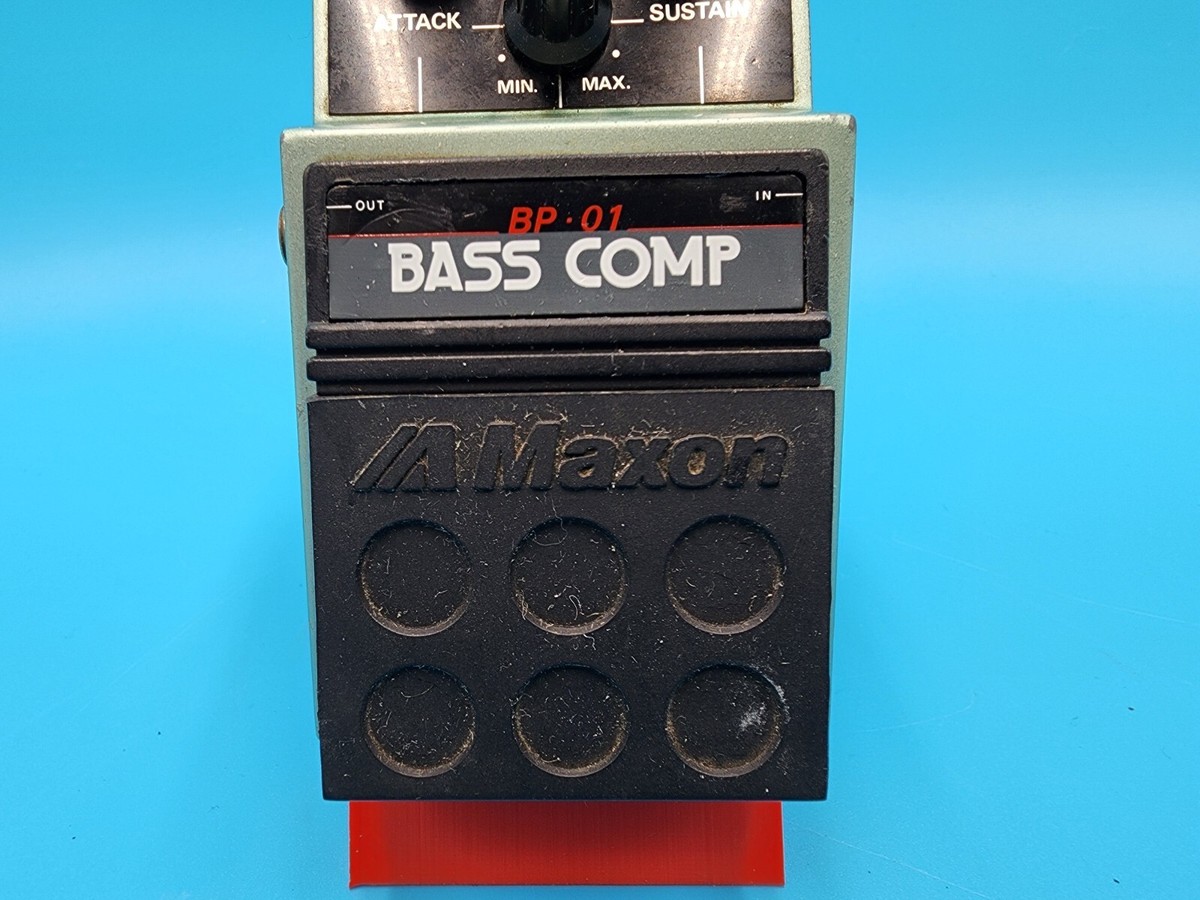 ATTACK SUSTAIN
MIN. MAX.
OUT IN
BP·01
BASS COMP
Maxon